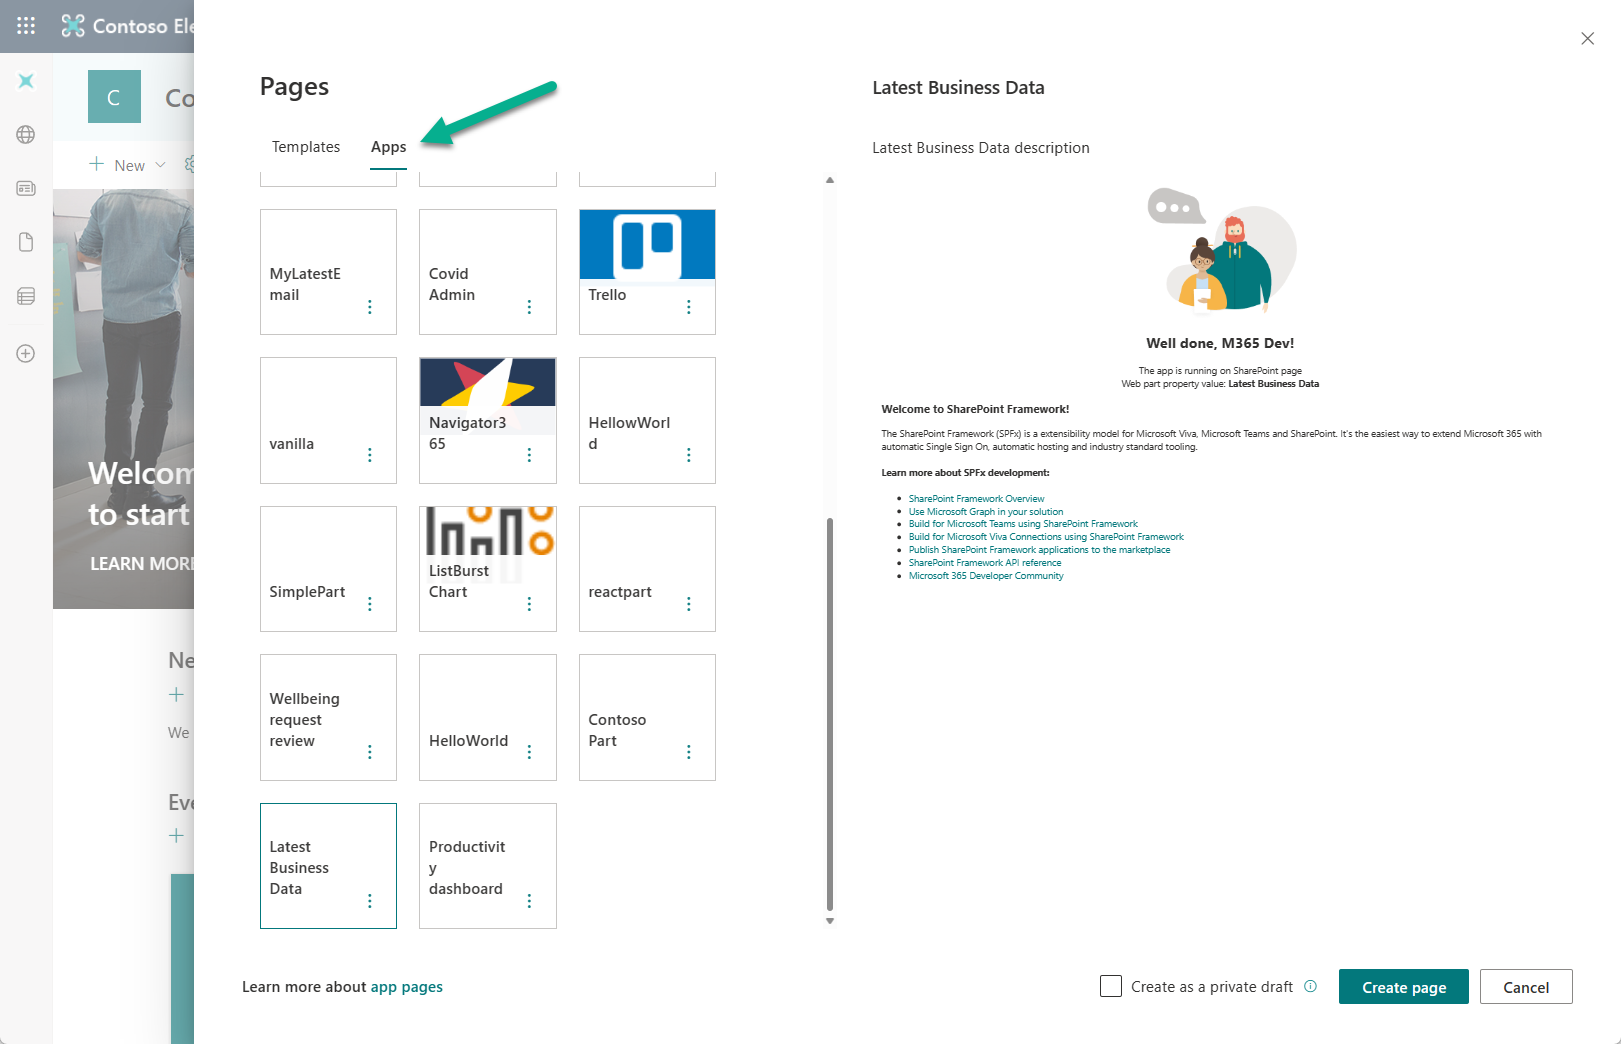 Contoso Ele
C
Co
New
Welcom
to start
LEARN MORE
Ne
We
Eve
Pages
Templates
Apps
MyLatestE
mail
Covid
Admin
Trello
vanilla
Navigator3
65
HellowWorl
d
SimplePart
ListBurst
Chart
reactpart
Wellbeing
request
review
HelloWorld
Contoso
Part
Latest
Business
Data
Productivit
y
dashboard
Learn more about app pages
Latest Business Data
Latest Business Data description
Well done, M365 Dev!
The app is running on SharePoint page
Web part property value: Latest Business Data
Welcome to SharePoint Framework!
The SharePoint Framework (SPFx) is a extensibility model for Microsoft Viva, Microsoft Teams and SharePoint. It's the easiest way to extend Microsoft 365 with
automatic Single Sign On, automatic hosting and industry standard tooling.
Learn more about SPFx development:
SharePoint Framework Overview
Use Microsoft Graph in your solution
Build for Microsoft Teams using SharePoint Framework
Build for Microsoft Viva Connections using SharePoint Framework
Publish SharePoint Framework applications to the marketplace
SharePoint Framework API reference
Microsoft 365 Developer Community
Create as a private draft
Create page
Cancel